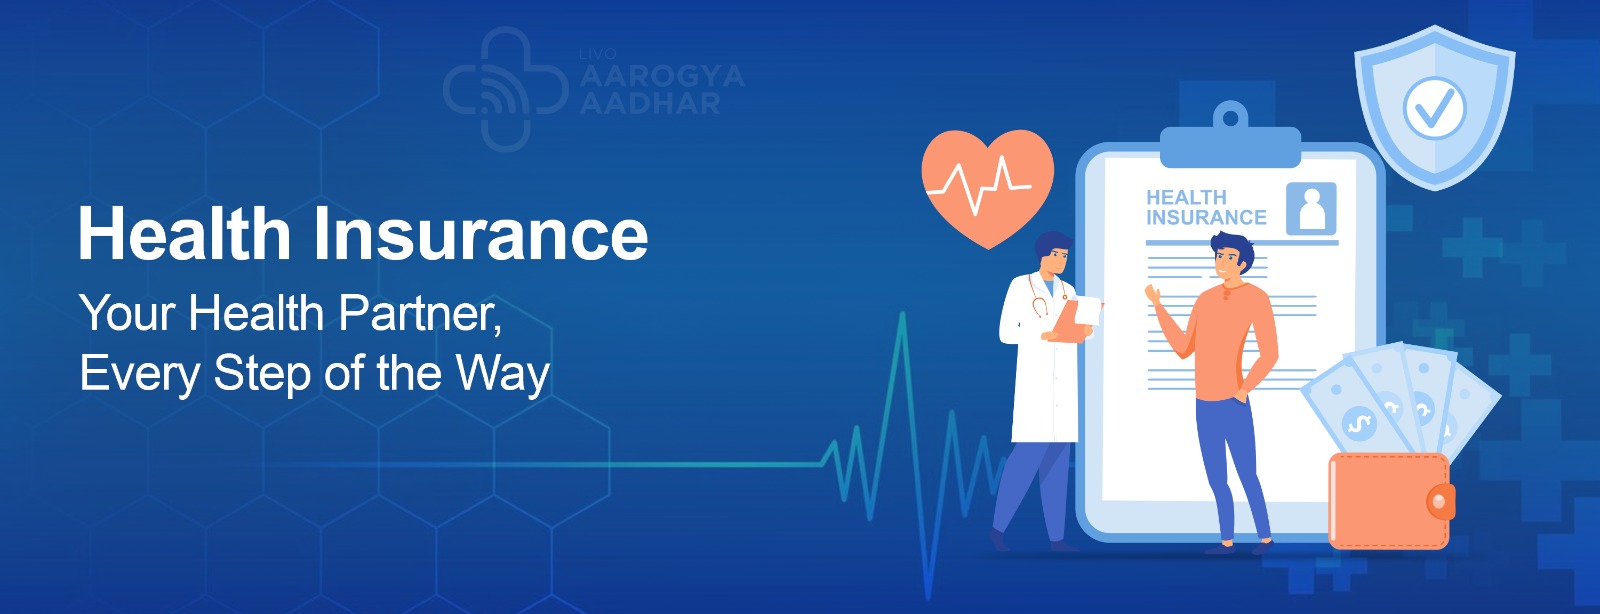 LIVO
AAROGYA
AADHAR
Health Insurance
Your Health Partner,
Every Step of the Way
HEALTH
INSURANCE
$